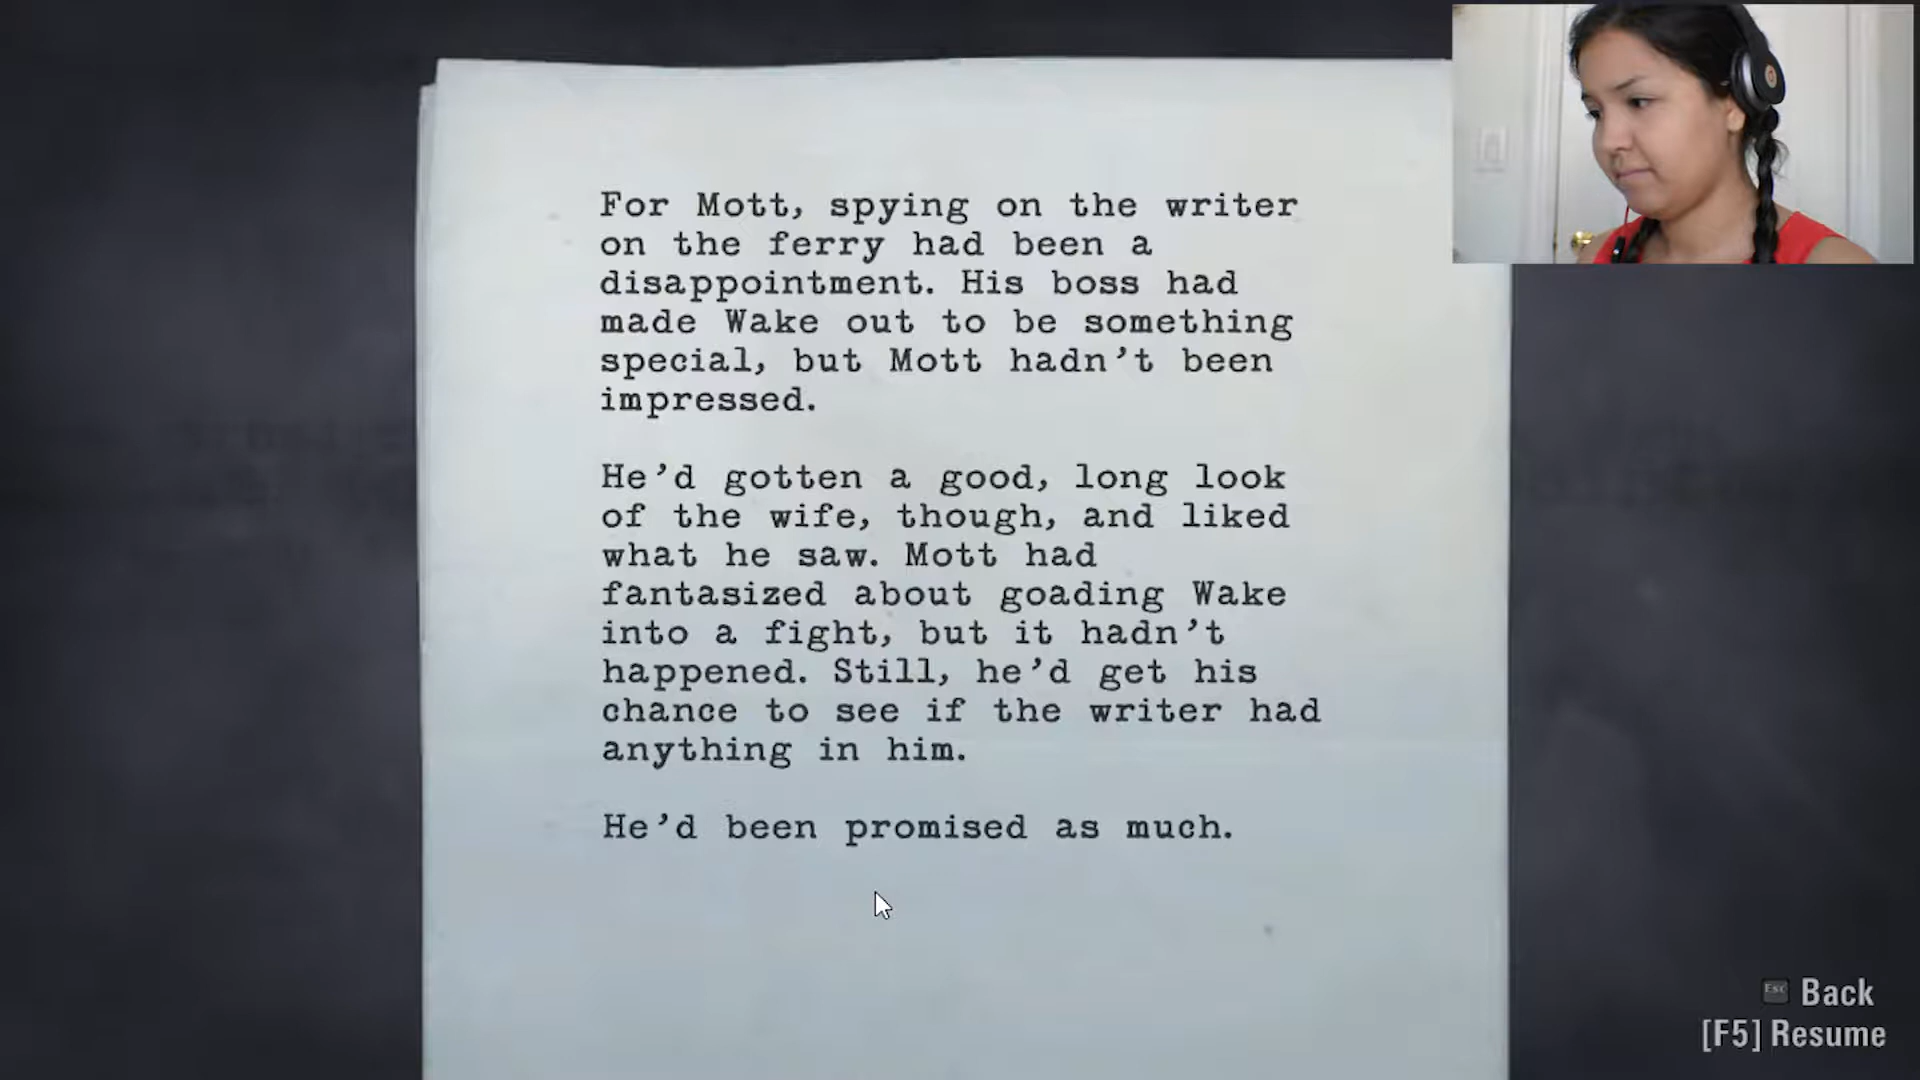 For Mott, spying on the writer
on the ferry had been a
disappointment. His boss had
made Wake out to be something
special, but Mott hadn’t been
impressed.
He’d gotten a good, long look
of the wife, though, and liked
what he saw. Mott had
fantasized about goading Wake
into a fight, but it hadn’t
happened. Still, he’d get his
chance to see if the writer had
anything in him.
He’d been promised as much.
Esc Back
[F5] Resume